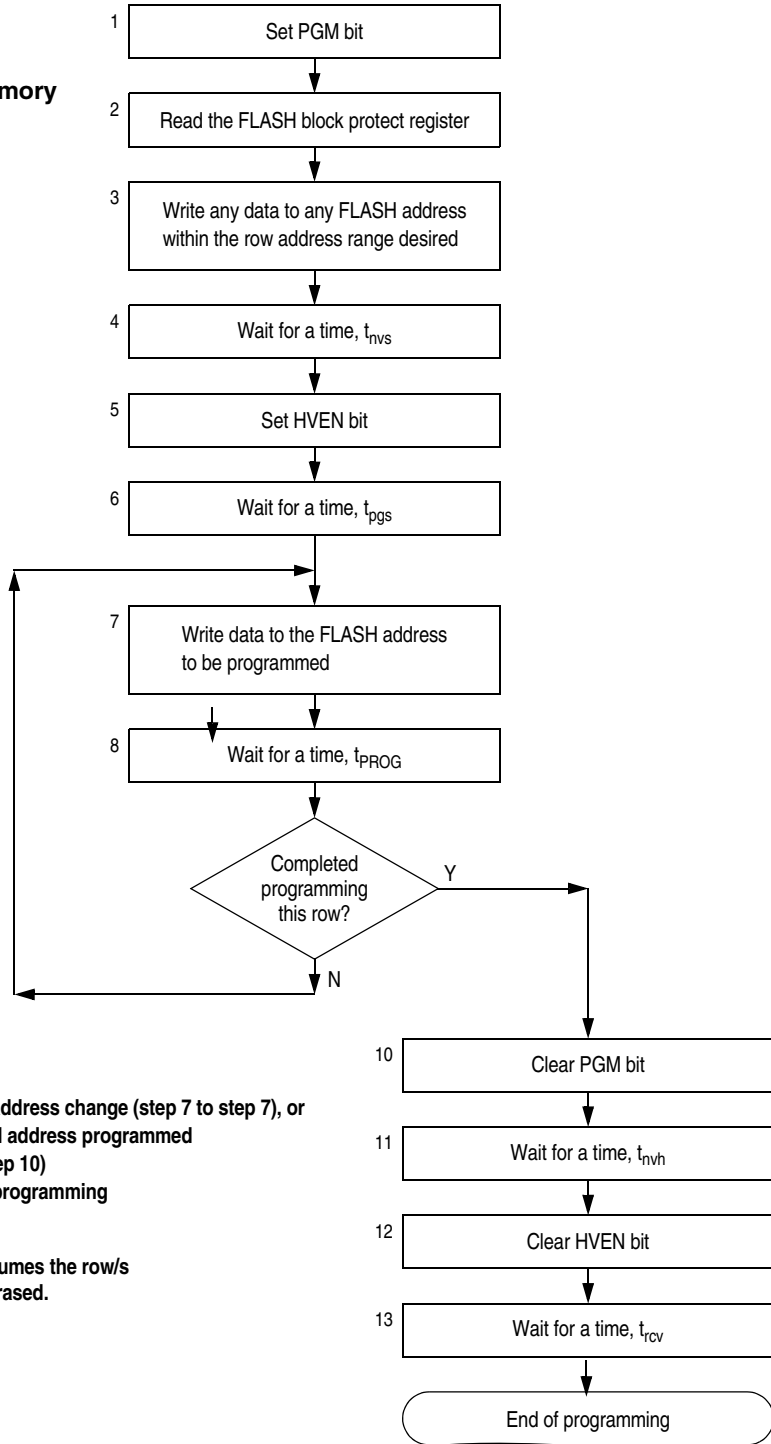 1
Set PGM bit
mory
2
Read the FLASH block protect register
3
Write any data to any FLASH address
within the row address range desired
4
Wait for a time, tnvs
5
Set HVEN bit
6
Wait for a time, tpgs
7
Write data to the FLASH address
to be programmed
8
Wait for a time, tPROG
Completed
programming
this row?
Y
N
10
Clear PGM bit
ddress change (step 7 to step 7), or
address programmed
ep 10)
programming
11
Wait for a time, tnvh
12
Clear HVEN bit
umes the row/s
rased.
13
Wait for a time, trcv
End of programming